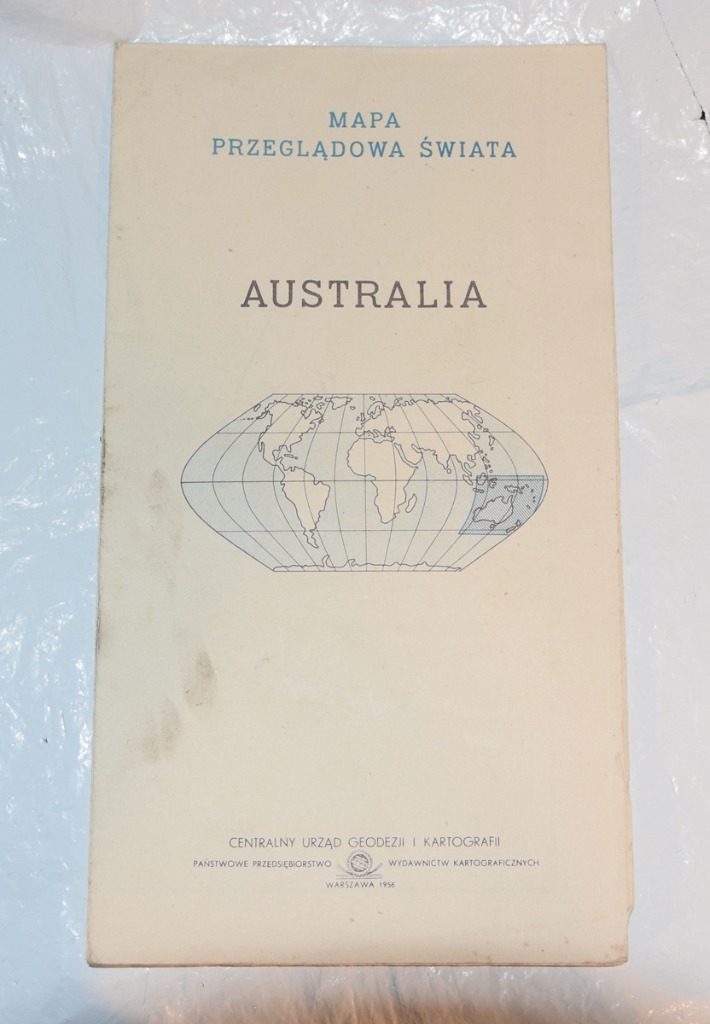 MAPA
PRZEGLĄDOWA ŚWIATA
AUSTRALIA
CENTRALNY URZĄD GEODEZJI I KARTOGRAFII
PAŃSTWOWE PRZEDSIĘBIORSTWO WYDAWNICTW KARTOGRAFICZNYCH
WARSZAWA 1956